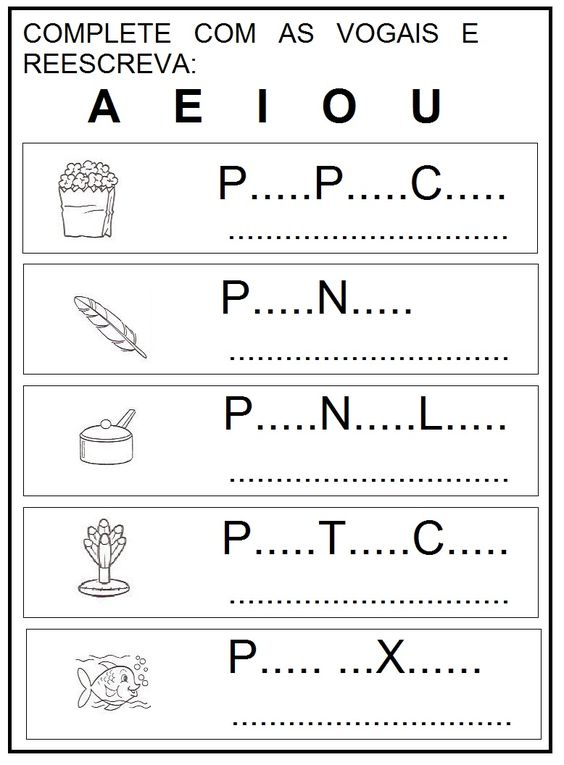 COMPLETE COM AS VOGAIS E
REESCREVA:
A E I O U
P.....P.....C.....
..............................
P.....N.....
..............................
P.....N.....L.....
..............................
P.....T.....C.....
..............................
P..... ...X......
..............................